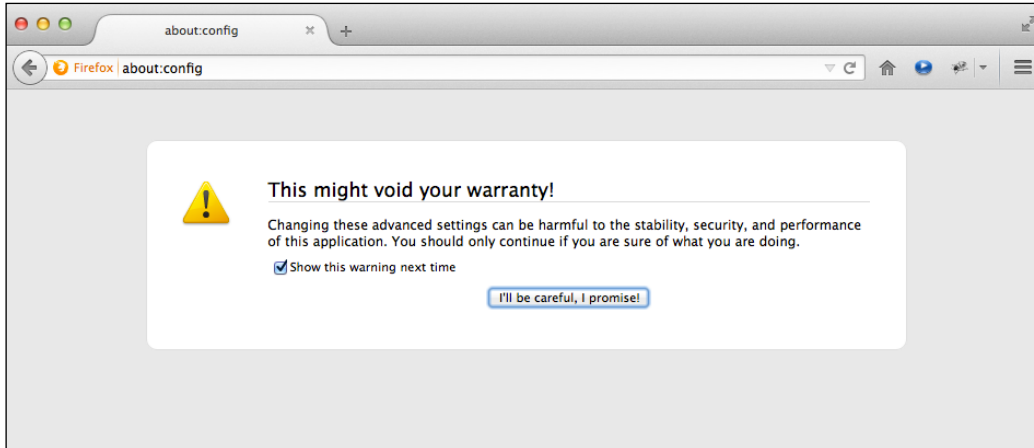 about:config
Firefox about:config
This might void your warranty!
Changing these advanced settings can be harmful to the stability, security, and performance
of this application. You should only continue if you are sure of what you are doing.
Show this warning next time
I'll be careful, I promise!